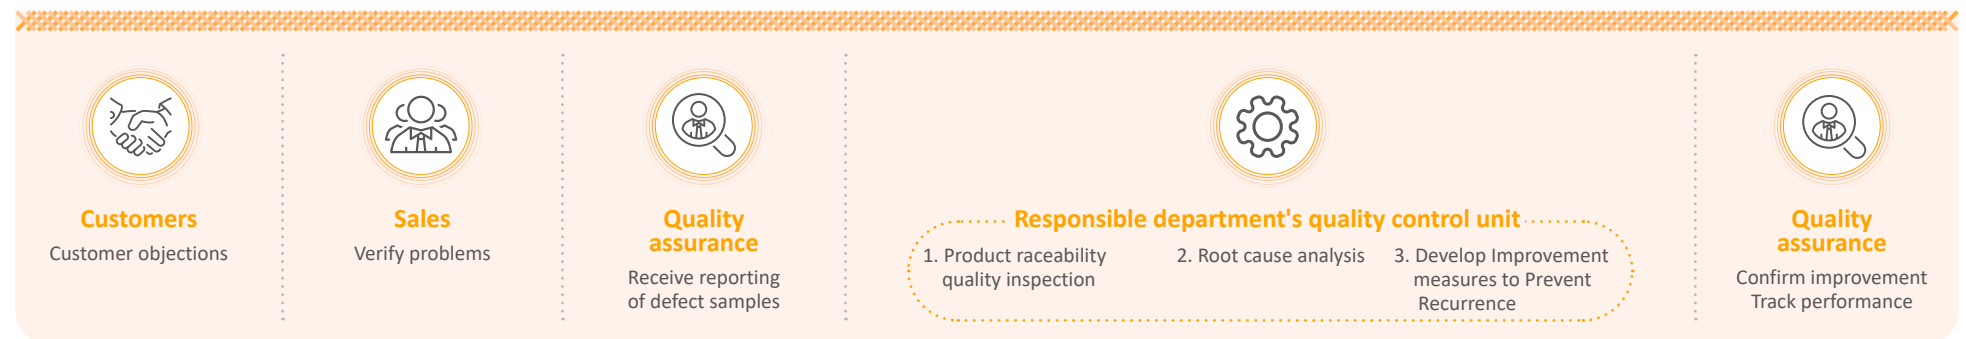 Customers
Customer objections
Sales
Verify problems
Quality
assurance
Receive reporting
of defect samples
Responsible department's quality control unit
1. Product raceability
quality inspection
2. Root cause analysis
3. Develop Improvement
measures to Prevent
Recurrence
Quality
assurance
Confirm improvement
Track performance